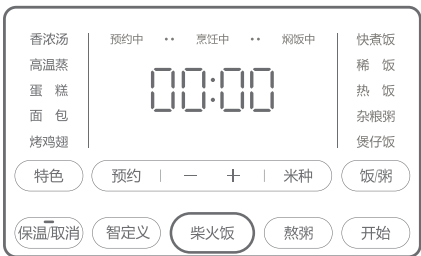 香浓汤
高温蒸
蛋 糕
面 包
烤鸡翅
预约中 •• 烹饪中 •• 焖饭中
00:00
快煮饭
稀 饭
热 饭
杂粮粥
煲仔饭
特色
预约 | — + | 米种
饭/粥
保温/取消
智定义
柴火饭
熬粥
开始